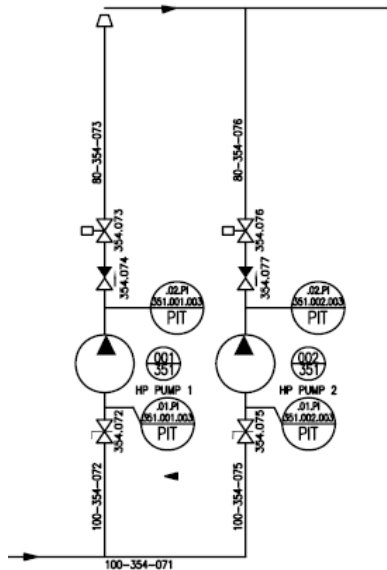 80-354-073
80-354-076
354.073
354.076
354.074
354.077
.02.PI
351.001.003
PIT
.02.PI
351.002.003
PIT
001
351
002
351
HP PUMP 1
HP PUMP 2
.01.PI
351.001.003
PIT
.01.PI
351.002.003
PIT
354.072
354.075
100-354-072
100-354-075
100-354-071